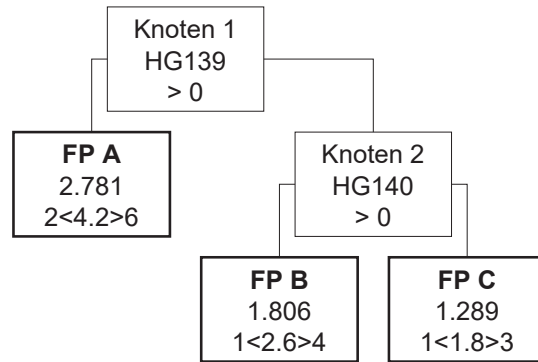 Knoten 1
HG139
> 0
FP A
2.781
2<4.2>6
Knoten 2
HG140
> 0
FP B
1.806
1<2.6>4
FP C
1.289
1<1.8>3